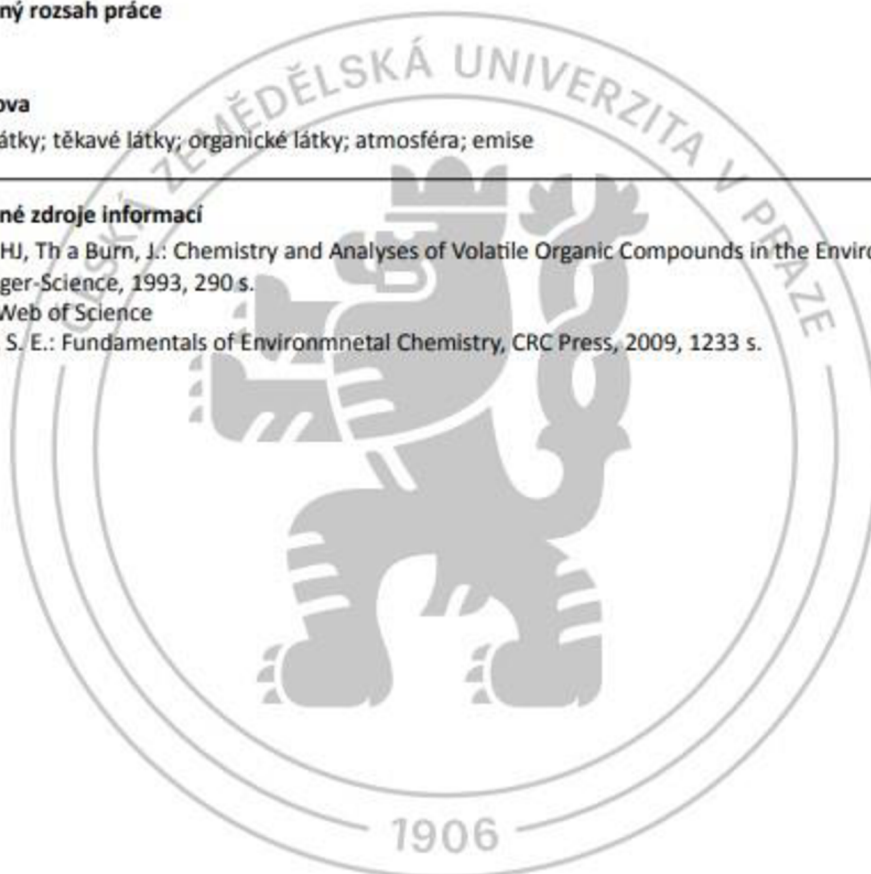 ný rozsah práce
ova
átky; těkavé látky; organické látky; atmosféra; emise
né zdroje informací
HJ, Th a Burn, J.: Chemistry and Analyses of Volatile Organic Compounds in the Enviro
ger-Science, 1993, 290 s.
Web of Science
S. E.: Fundamentals of Environmnetal Chemistry, CRC Press, 2009, 1233 s.
ČESKÁ ZEMĚDĚLSKÁ UNIVERZITA V PRAZE
1906